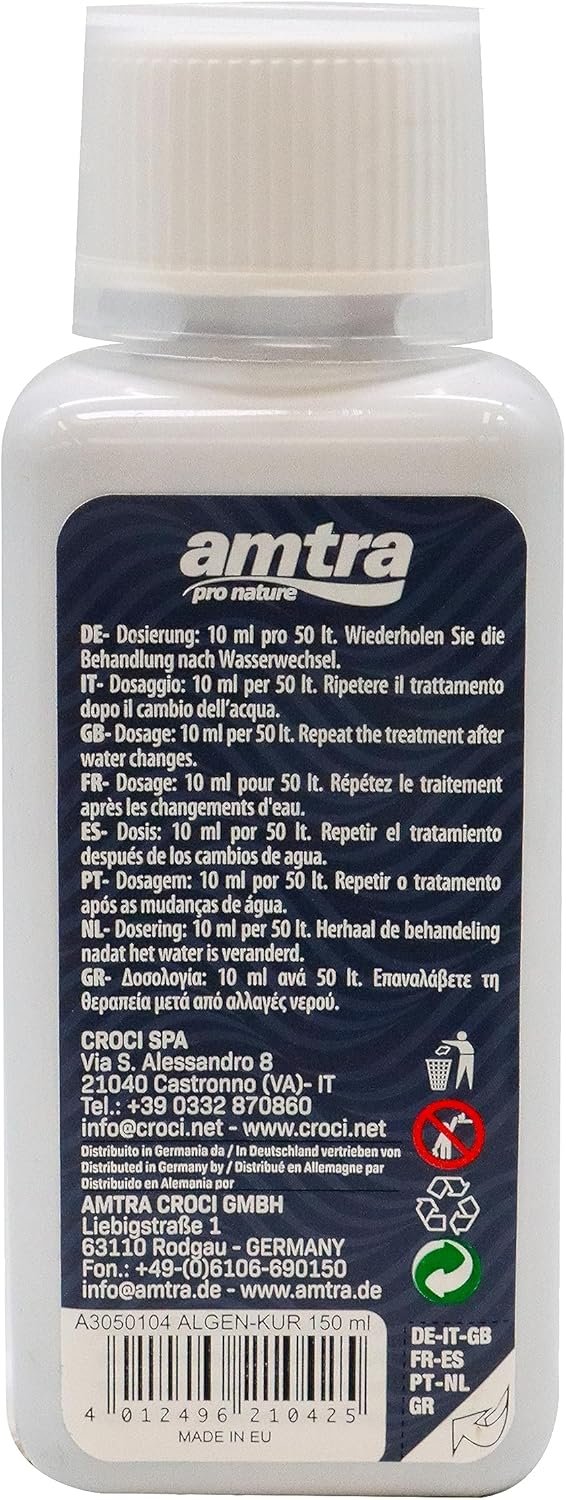 amtra
pro nature
DE- Dosierung: 10 ml pro 50 lt. Wiederholen Sie die
Behandlung nach Wasserwechsel.
IT- Dosaggio: 10 ml per 50 lt. Ripetere il trattamento
dopo il cambio dell'acqua.
GB- Dosage: 10 ml per 50 lt. Repeat the treatment after
water changes.
FR- Dosage: 10 ml pour 50 lt. Répétez le traitement
après les changements d'eau.
ES- Dosis: 10 ml por 50 lt. Repetir el tratamiento
después de los cambios de agua.
PT- Dosagem: 10 ml por 50 lt. Repetir o tratamento
após as mudanças de água.
NL- Dosering: 10 ml per 50 lt. Herhaal de behandeling
nadat het water is veranderd.
GR- Δοσολογία: 10 ml ανά 50 lt. Επαναλάβετε τη
θεραπεία μετά από αλλαγές νερού.
CROCI SPA
Via S. Alessandro 8
21040 Castronno (VA)- IT
Tel.: +39 0332 870860
info@croci.net - www.croci.net
Distribuito in Germania da / In Deutschland vertrieben von
Distributed in Germany by / Distribué en Allemagne par
Distribuido en Alemania por
AMTRA CROCI GMBH
Liebigstraße 1
63110 Rodgau - GERMANY
Fon.: +49-(0)6106-690150
info@amtra.de - www.amtra.de
A3050104 ALGEN-KUR 150 ml
4 012496 210425
MADE IN EU
DE-IT-GB
FR-ES
PT-NL
GR